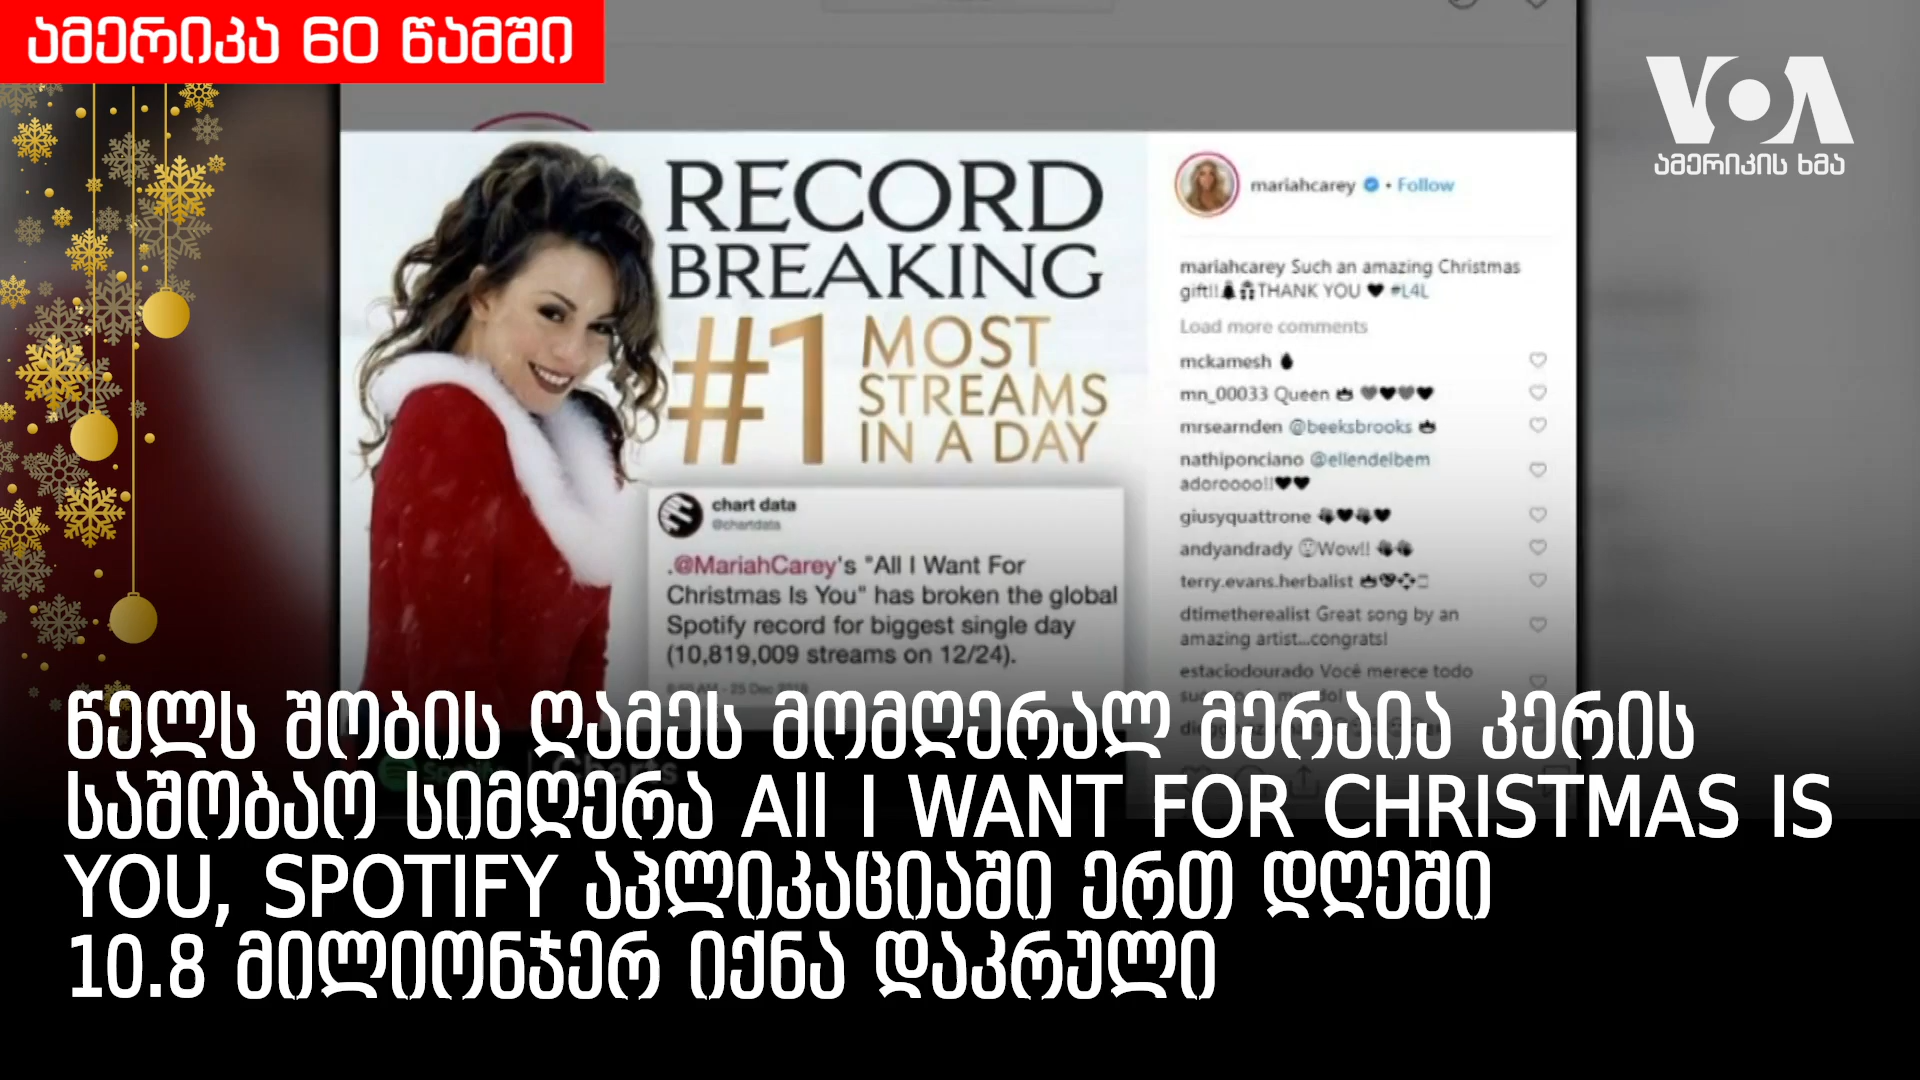 ამერიკა 60 წამში
VOA
ამერიკის ხმა
RECORD
BREAKING
#1 MOST
STREAMS
IN A DAY
chart data
@chartdata
.@MariahCarey's "All I Want For
Christmas Is You" has broken the global
Spotify record for biggest single day
(10,819,009 streams on 12/24).
mariahcarey • Follow
mariahcarey Such an amazing Christmas
gift!! THANK YOU ♥ #L4L
Load more comments
mckamesh
mn_00033 Queen
mrsearnden @beeksbrooks
nathiponciano @ellendelbem
adoroooo!!♥♥
giusyquattrone
andyandrady Wow!!
terry.evans.herbalist
dtimetherealist Great song by an
amazing artist...congrats!
estaciodourado Você merece todo
წელს შობის ღამეს მომღერალ მერაია კერის
საშობაო სიმღერა All I WANT FOR CHRISTMAS IS
YOU, SPOTIFY აპლიკაციაში ერთ დღეში
10.8 მილიონჯერ იქნა დაკრული